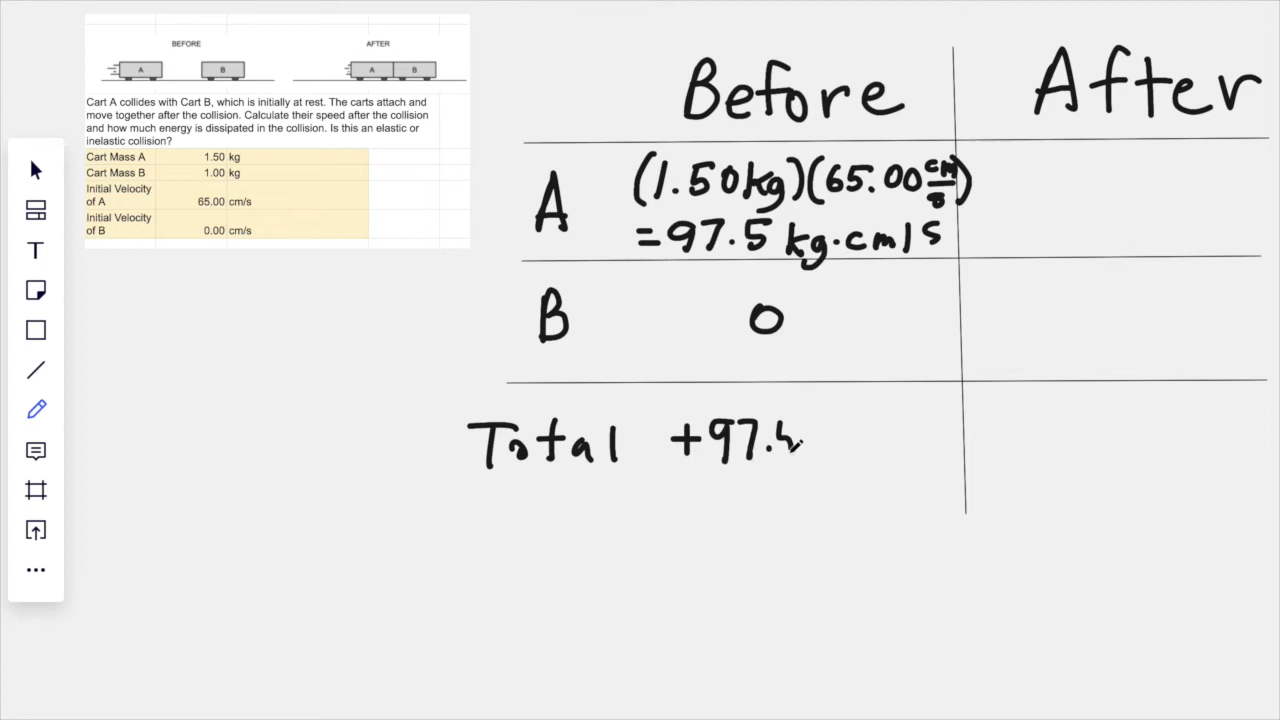 BEFORE AFTER
A B A B
Cart A collides with Cart B, which is initially at rest. The carts attach and
move together after the collision. Calculate their speed after the collision
and how much energy is dissipated in the collision. Is this an elastic or
inelastic collision?
Cart Mass A 1.50 kg
Cart Mass B 1.00 kg
Initial Velocity
of A 65.00 cm/s
Initial Velocity
of B 0.00 cm/s
T
Before After
A (1.50kg)(65.00 cm/s)
=97.5 kg·cm/s
B 0
Total +97.